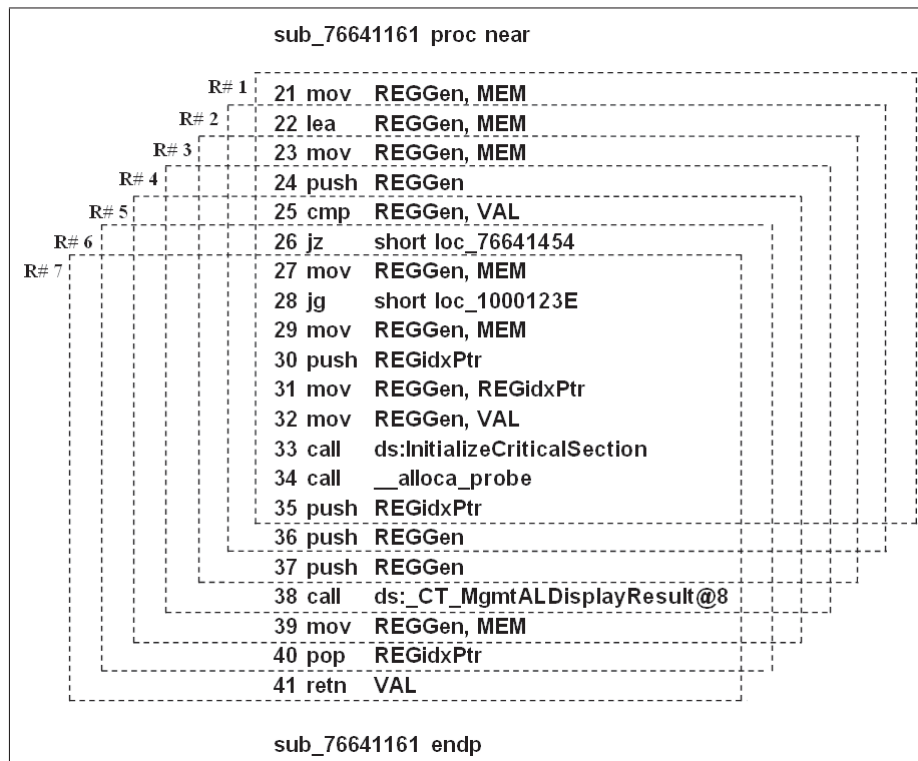 sub_76641161 proc near
R# 1
21 mov REGGen, MEM
R# 2
22 lea REGGen, MEM
R# 3
23 mov REGGen, MEM
R# 4
24 push REGGen
R# 5
25 cmp REGGen, VAL
R# 6
26 jz short loc_76641454
R# 7
27 mov REGGen, MEM
28 jg short loc_1000123E
29 mov REGGen, MEM
30 push REGidxPtr
31 mov REGGen, REGidxPtr
32 mov REGGen, VAL
33 call ds:InitializeCriticalSection
34 call __alloca_probe
35 push REGidxPtr
36 push REGGen
37 push REGGen
38 call ds:_CT_MgmtALDisplayResult@8
39 mov REGGen, MEM
40 pop REGidxPtr
41 retn VAL
sub_76641161 endp